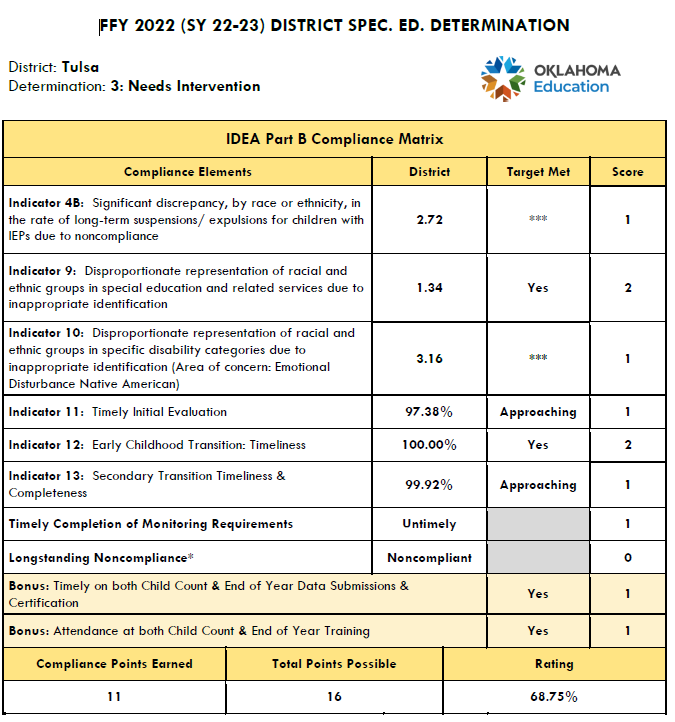 FFY 2022 (SY 22-23) DISTRICT SPEC. ED. DETERMINATION
District: Tulsa
Determination: 3: Needs Intervention
OKLAHOMA
Education
IDEA Part B Compliance Matrix
Compliance Elements District Target Met Score
Indicator 4B: Significant discrepancy, by race or ethnicity, in
the rate of long-term suspensions/ expulsions for children with
IEPs due to noncompliance
2.72 *** 1
Indicator 9: Disproportionate representation of racial and
ethnic groups in special education and related services due to
inappropriate identification
1.34 Yes 2
Indicator 10: Disproportionate representation of racial and
ethnic groups in specific disability categories due to
inappropriate identification (Area of concern: Emotional
Disturbance Native American)
3.16 *** 1
Indicator 11: Timely Initial Evaluation 97.38% Approaching 1
Indicator 12: Early Childhood Transition: Timeliness 100.00% Yes 2
Indicator 13: Secondary Transition Timeliness &
Completeness
99.92% Approaching 1
Timely Completion of Monitoring Requirements Untimely 1
Longstanding Noncompliance* Noncompliant 0
Bonus: Timely on both Child Count & End of Year Data Submissions &
Certification
Yes 1
Bonus: Attendance at both Child Count & End of Year Training Yes 1
Compliance Points Earned Total Points Possible Rating
11 16 68.75%